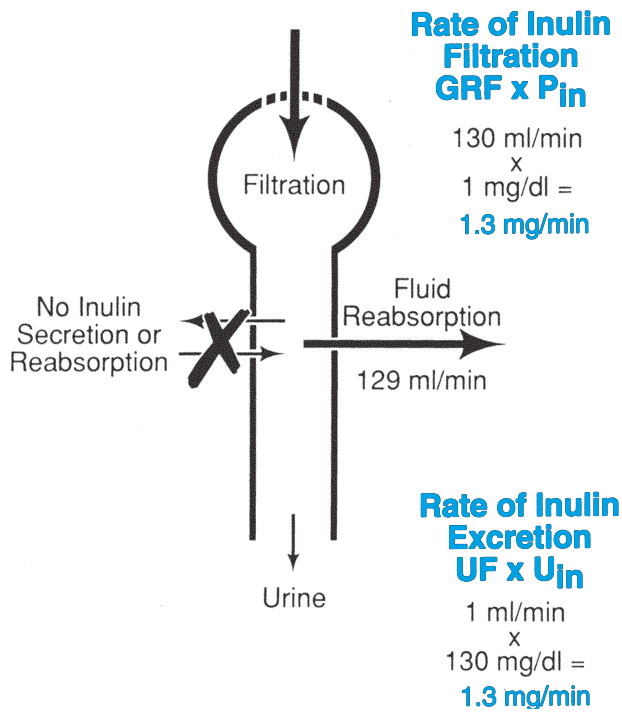 Rate of Inulin
Filtration
GRF x Pin
130 ml/min
x
1 mg/dl =
1.3 mg/min
Filtration
No Inulin
Secretion or
Reabsorption
Fluid
Reabsorption
129 ml/min
Urine
Rate of Inulin
Excretion
UF x Uin
1 ml/min
x
130 mg/dl =
1.3 mg/min